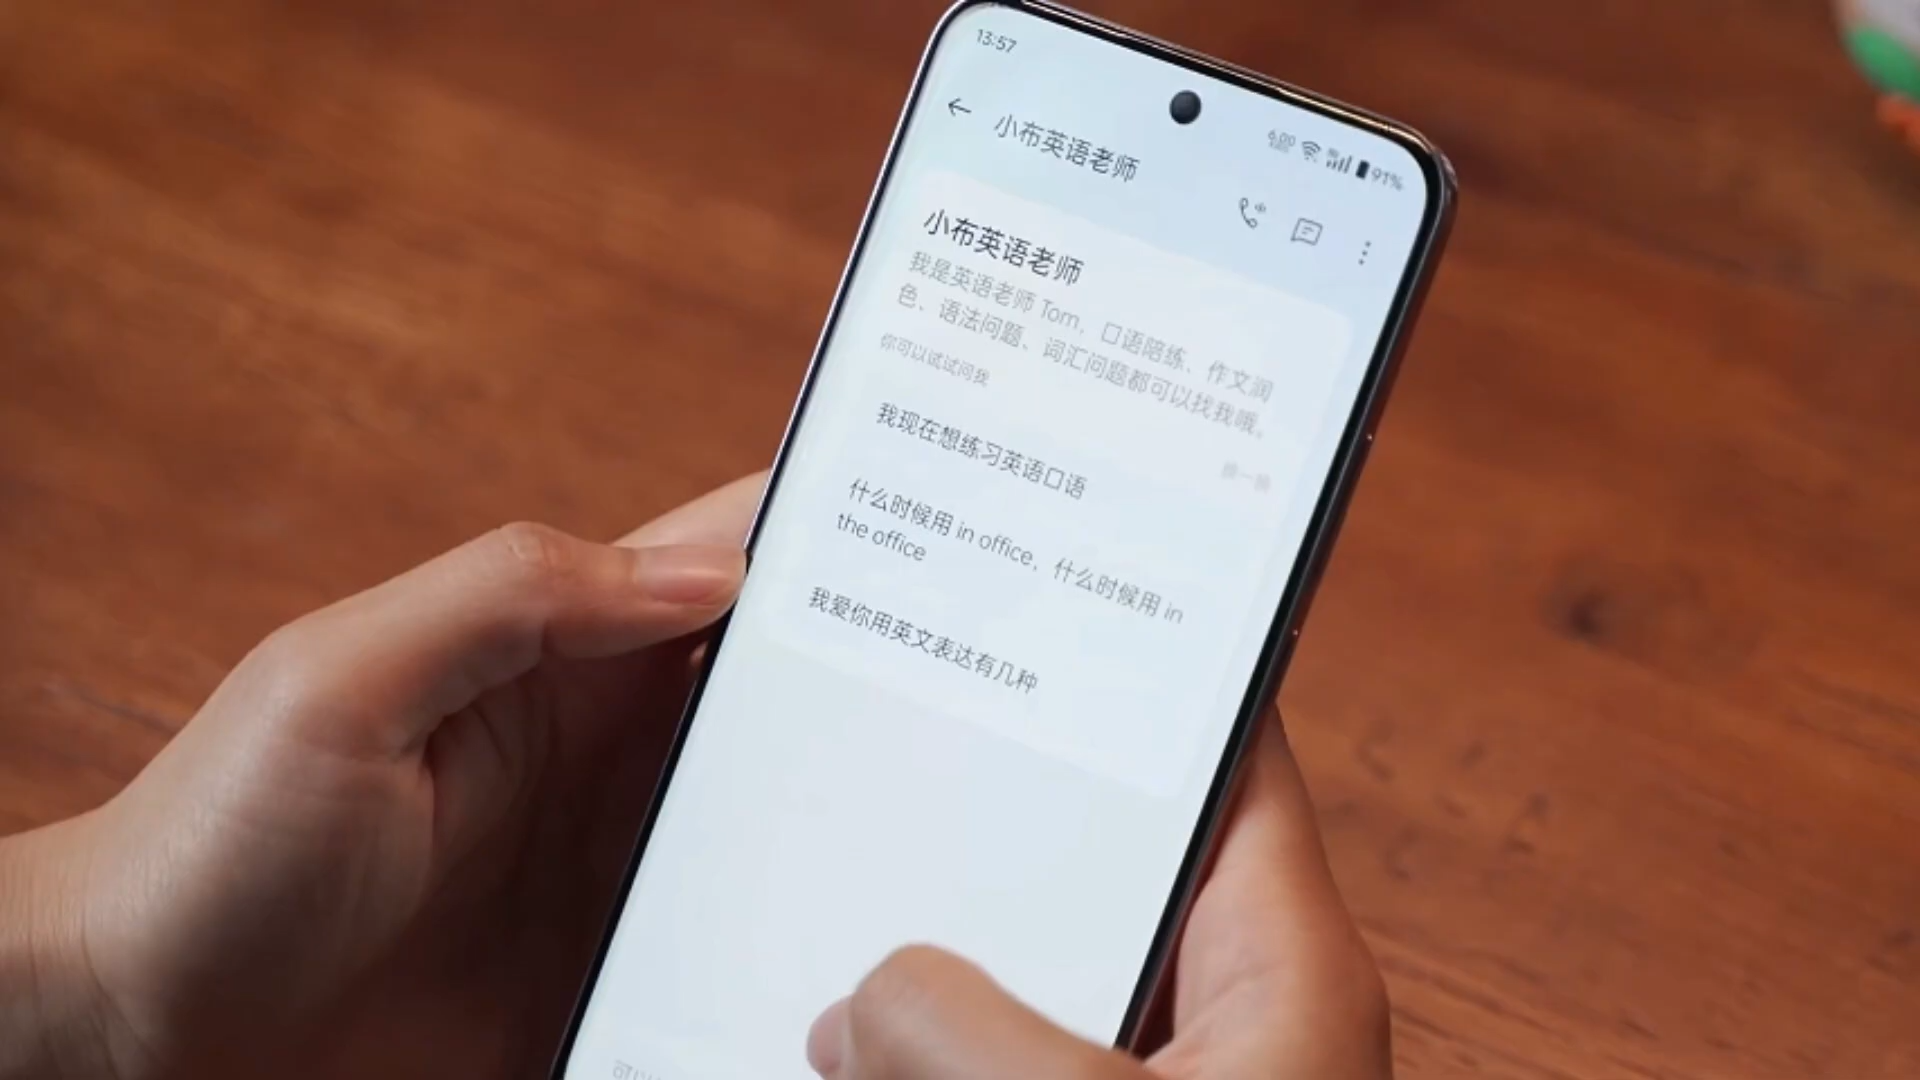 13:57
91%
小布英语老师
小布英语老师
我是英语老师 Tom，口语陪练、作文润
色、语法问题、词汇问题都可以找我哦。
你可以试试问我
换一换
我现在想练习英语口语
什么时候用 in office，什么时候用 in
the office
我爱你用英文表达有几种